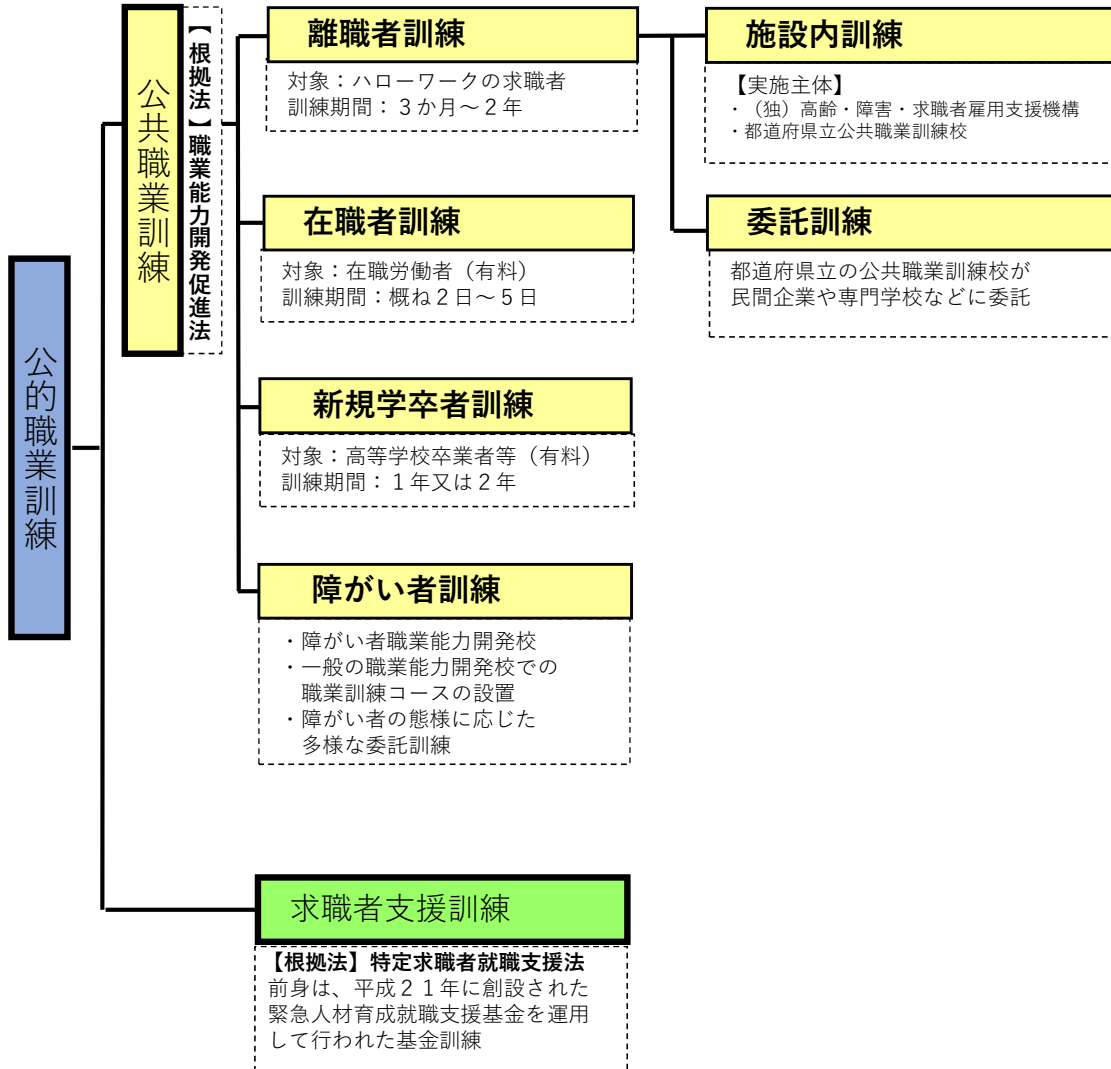 公的職業訓練
公共職業訓練
【根拠法】職業能力開発促進法
離職者訓練
対象：ハローワークの求職者
訓練期間：３か月～２年
施設内訓練
【実施主体】
・（独）高齢・障害・求職者雇用支援機構
・都道府県立公共職業訓練校
委託訓練
都道府県立の公共職業訓練校が
民間企業や専門学校などに委託
在職者訓練
対象：在職労働者（有料）
訓練期間：概ね２日～５日
新規学卒者訓練
対象：高等学校卒業者等（有料）
訓練期間：１年又は２年
障がい者訓練
・障がい者職業能力開発校
・一般の職業能力開発校での
職業訓練コースの設置
・障がい者の態様に応じた
多様な委託訓練
求職者支援訓練
【根拠法】特定求職者就職支援法
前身は、平成２１年に創設された
緊急人材育成就職支援基金を運用
して行われた基金訓練